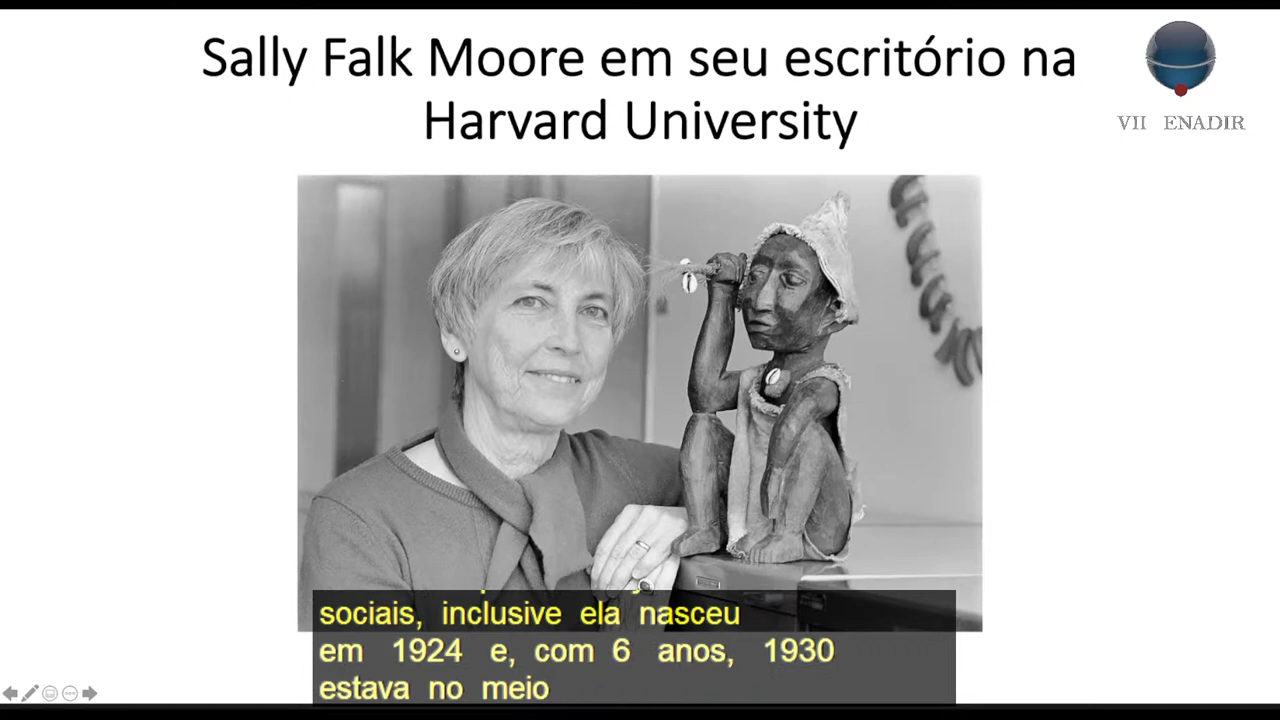 Sally Falk Moore em seu escritório na
Harvard University
VII ENADIR
sociais, inclusive ela nasceu
em 1924 e, com 6 anos, 1930
estava no meio